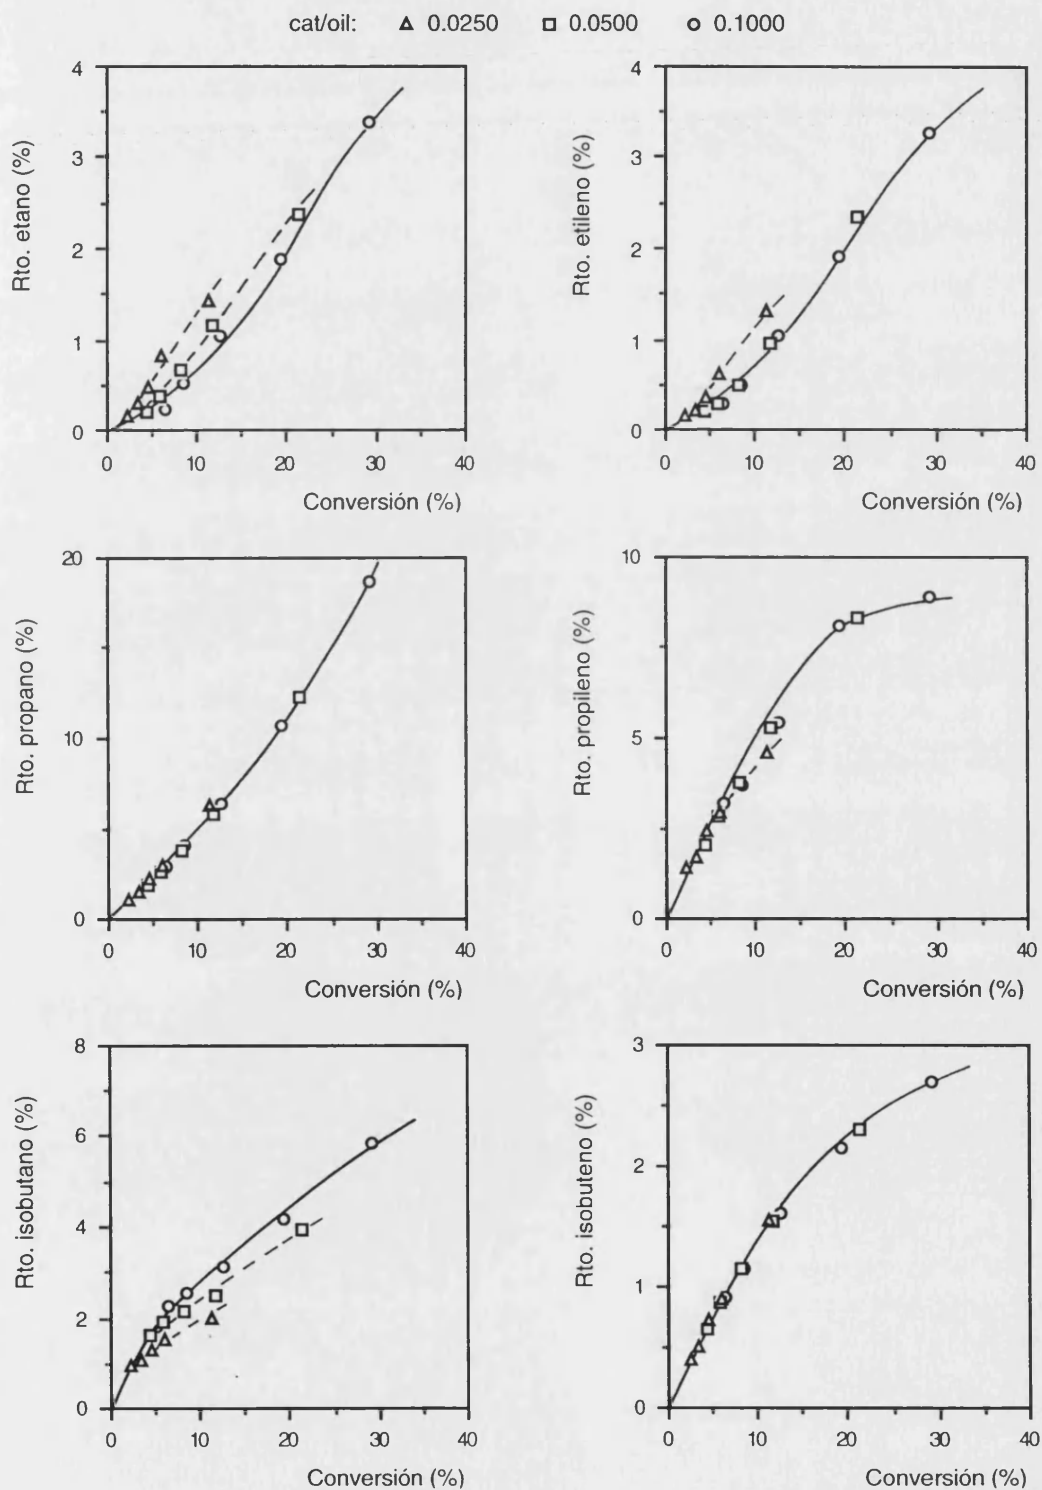 cat/oil: △ 0.0250 □ 0.0500 ○ 0.1000
Rto. etano (%)
4
3
2
1
0
0 10 20 30 40
Conversión (%)
Rto. etileno (%)
4
3
2
1
0
0 10 20 30 40
Conversión (%)
Rto. propano (%)
20
10
0
0 10 20 30 40
Conversión (%)
Rto. propileno (%)
10
5
0
0 10 20 30 40
Conversión (%)
Rto. isobutano (%)
8
6
4
2
0
0 10 20 30 40
Conversión (%)
Rto. isobuteno (%)
3
2
1
0
0 10 20 30 40
Conversión (%)